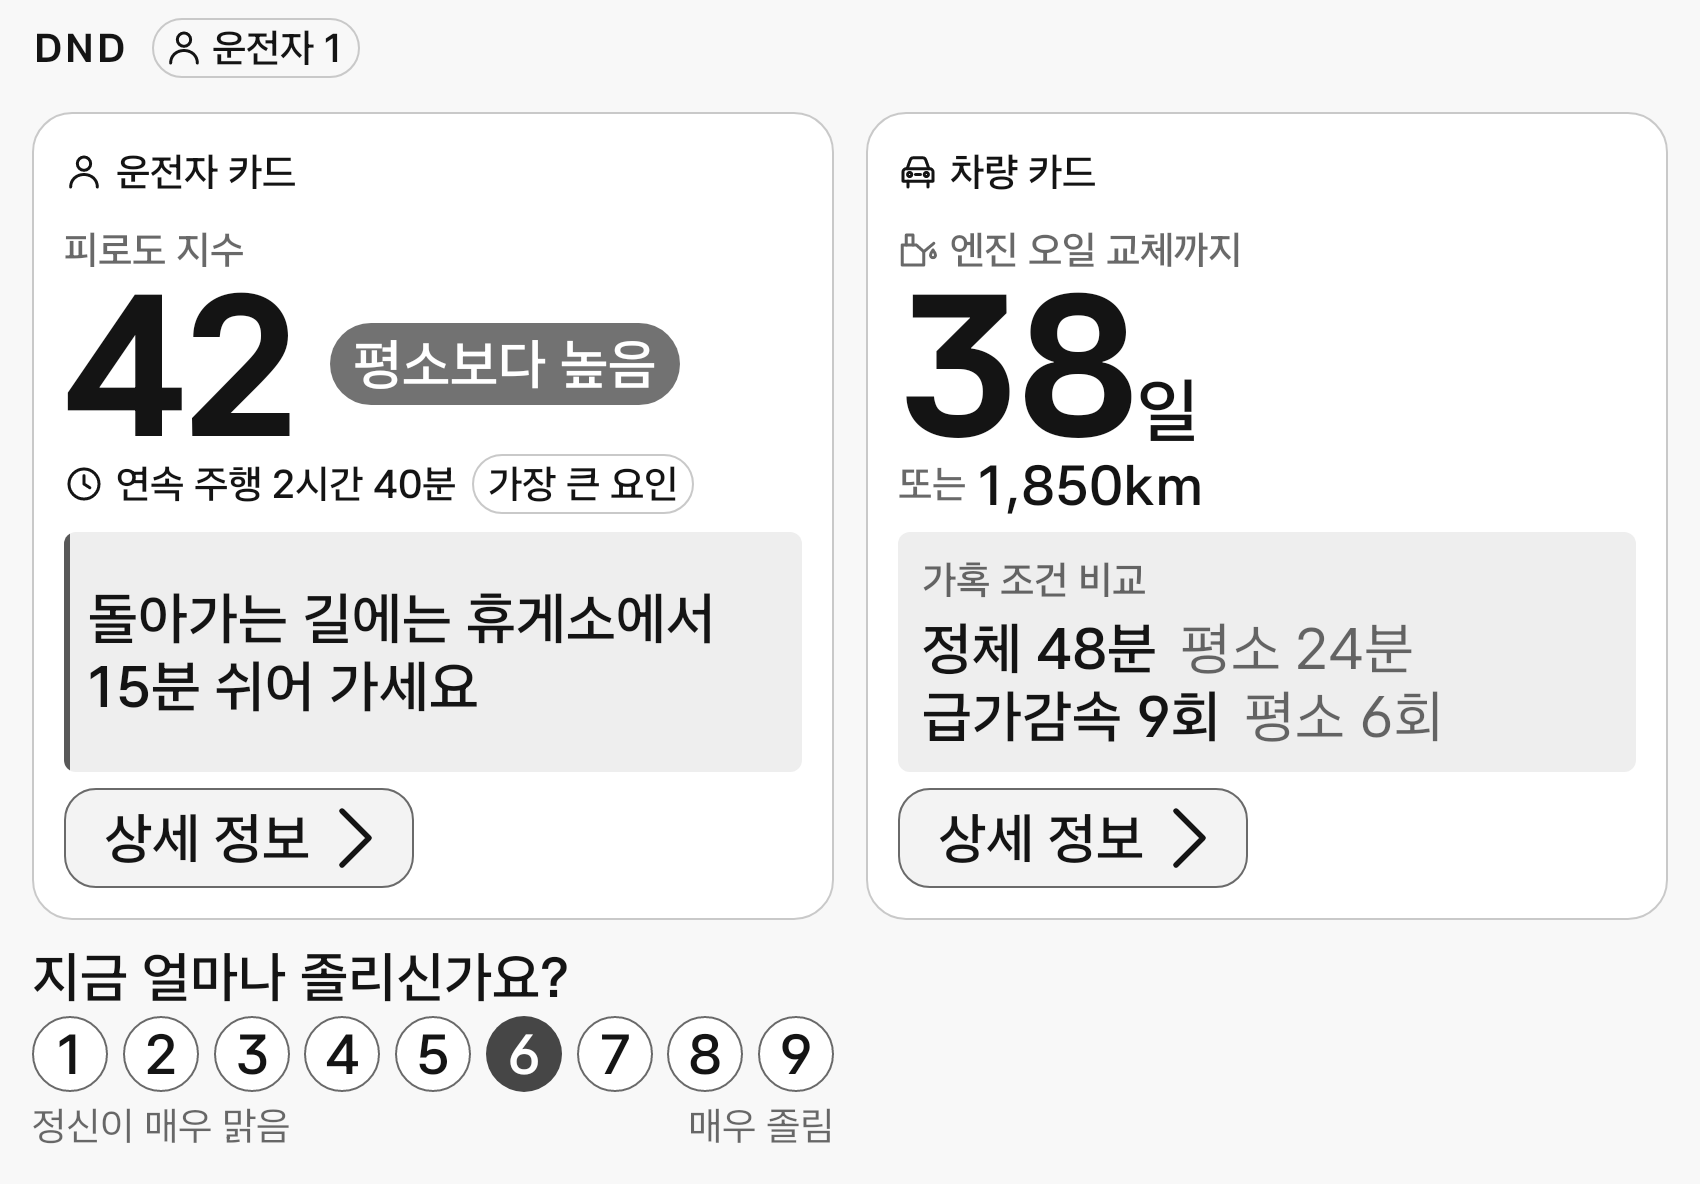 DND 운전자 1
운전자 카드
피로도 지수
42 평소보다 높음
연속 주행 2시간 40분 가장 큰 요인
돌아가는 길에는 휴게소에서
15분 쉬어 가세요
상세 정보
차량 카드
엔진 오일 교체까지
38일
또는 1,850km
가혹 조건 비교
정체 48분 평소 24분
급가감속 9회 평소 6회
상세 정보
지금 얼마나 졸리신가요?
1 2 3 4 5 6 7 8 9
정신이 매우 맑음 매우 졸림